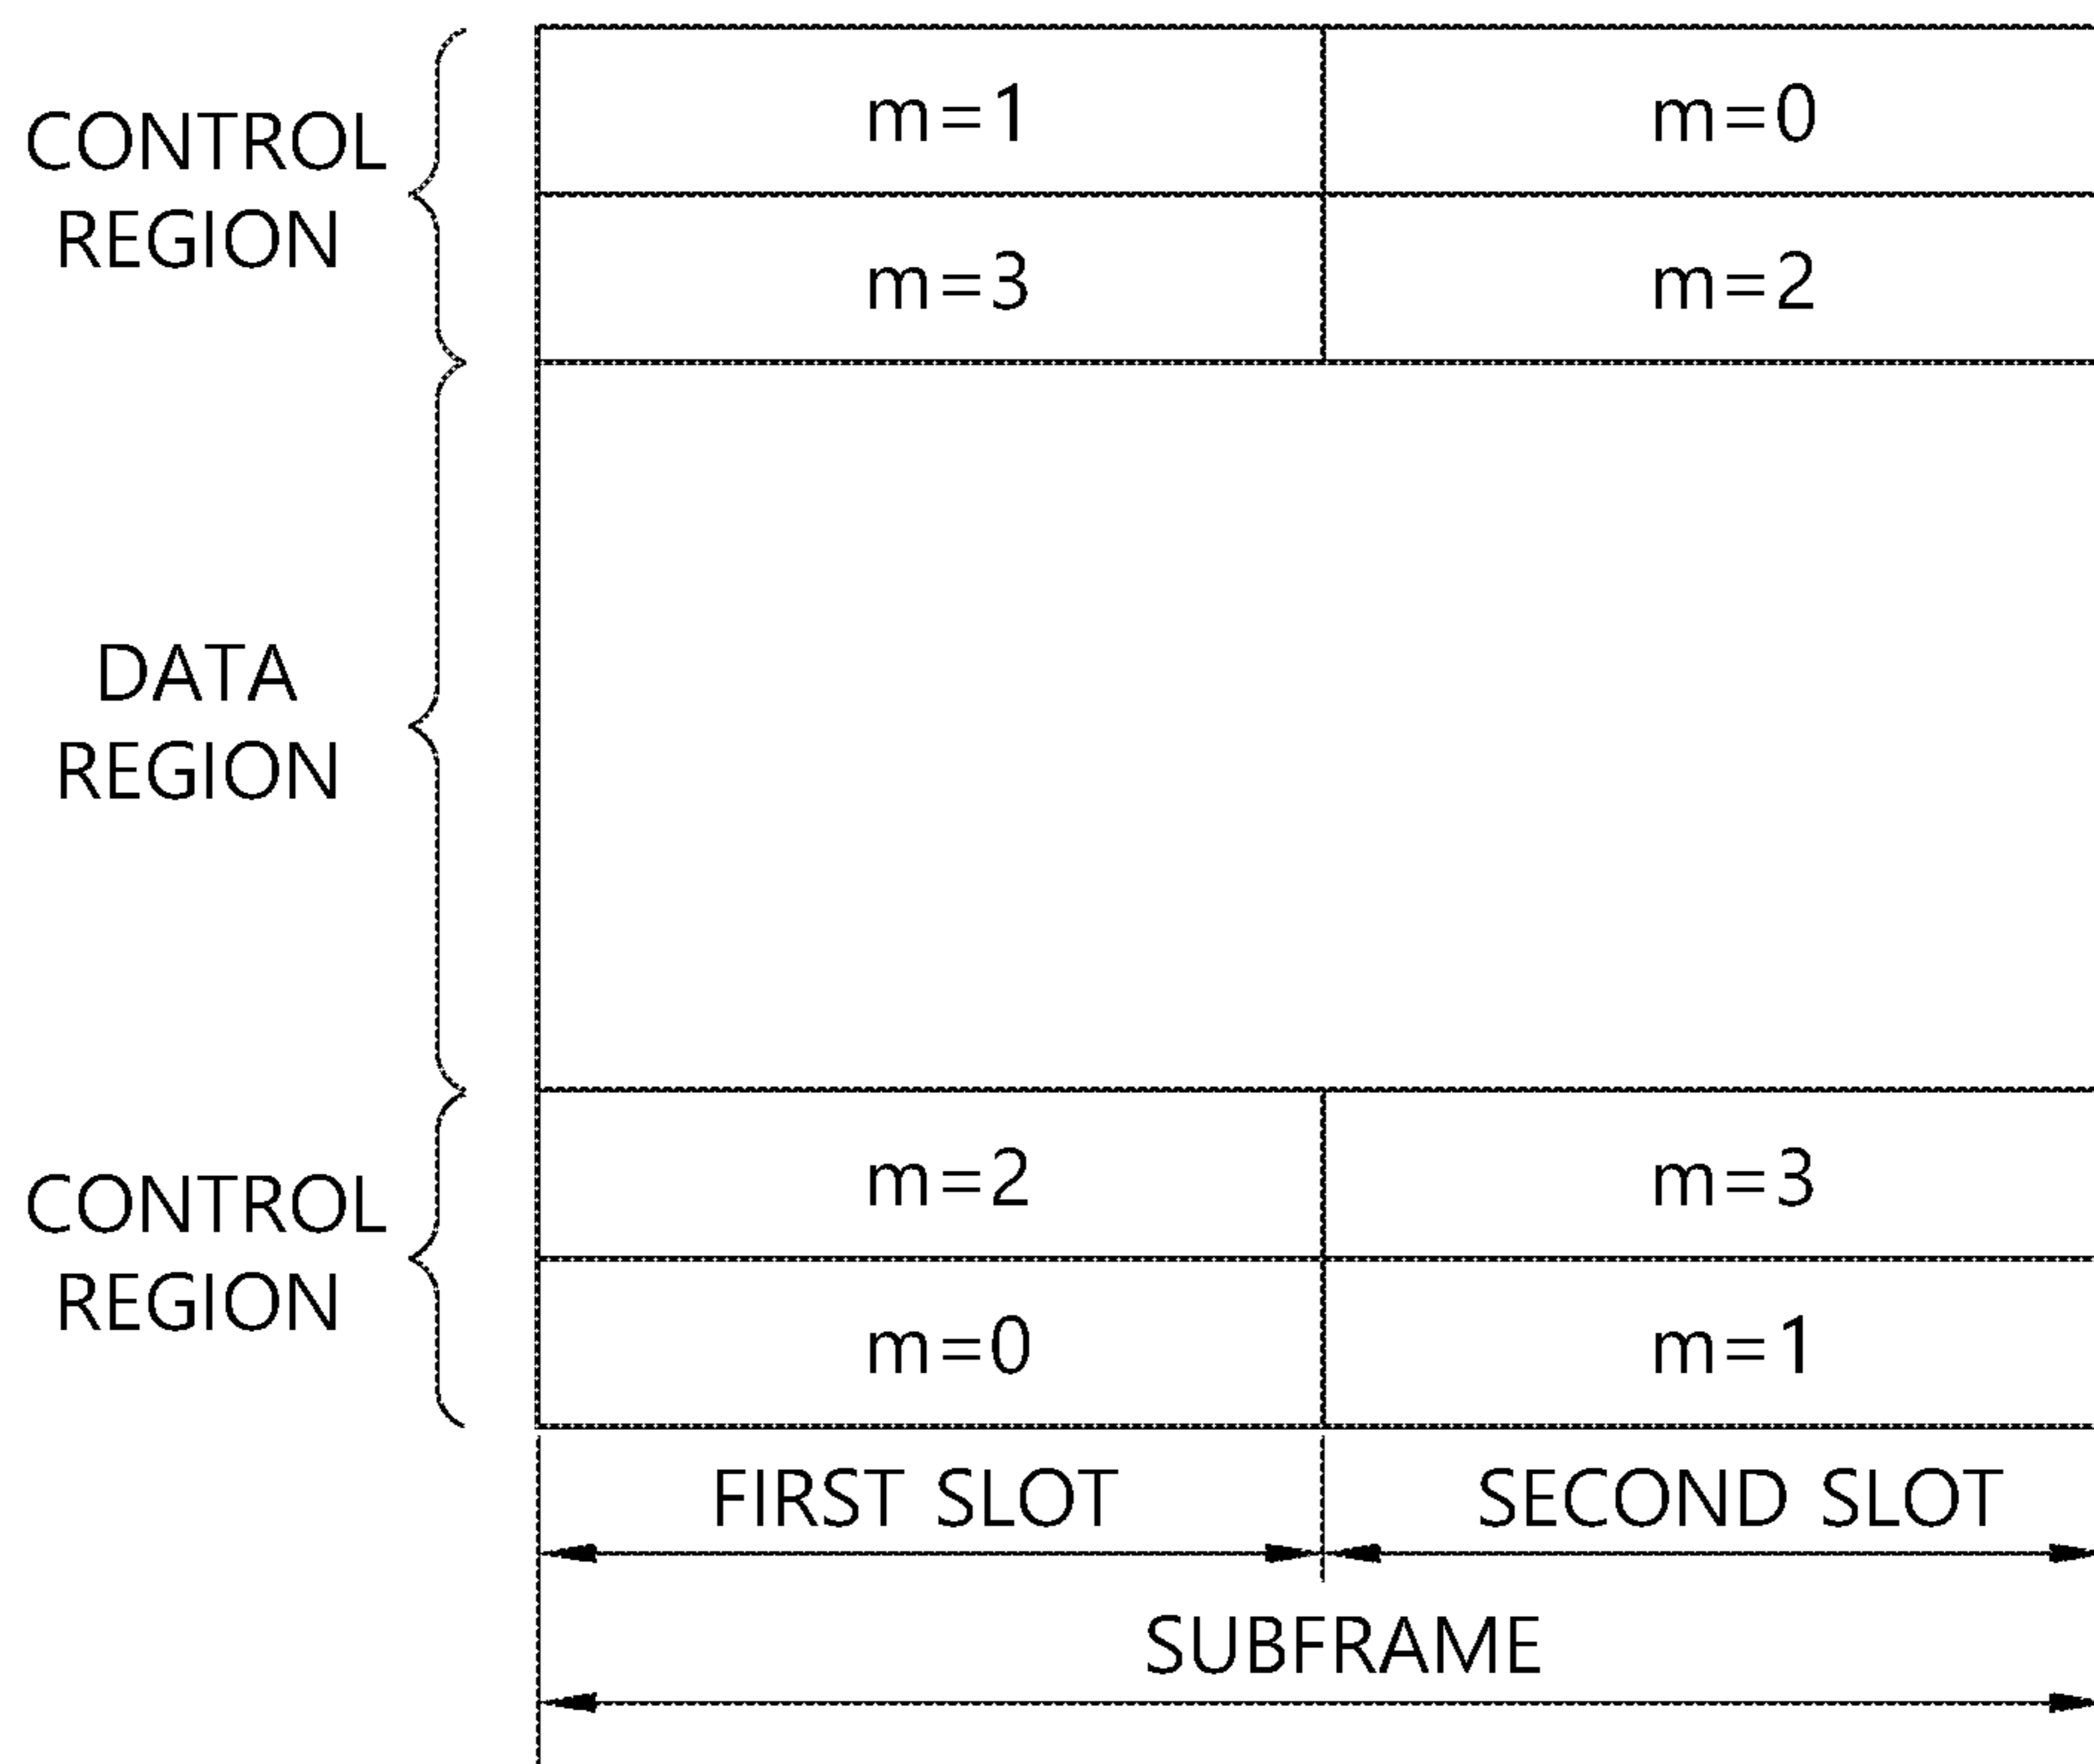 m=1 m=0
CONTROL
REGION
m=3 m=2
DATA
REGION
m=2 m=3
CONTROL
REGION
m=0 m=1
FIRST SLOT SECOND SLOT
SUBFRAME